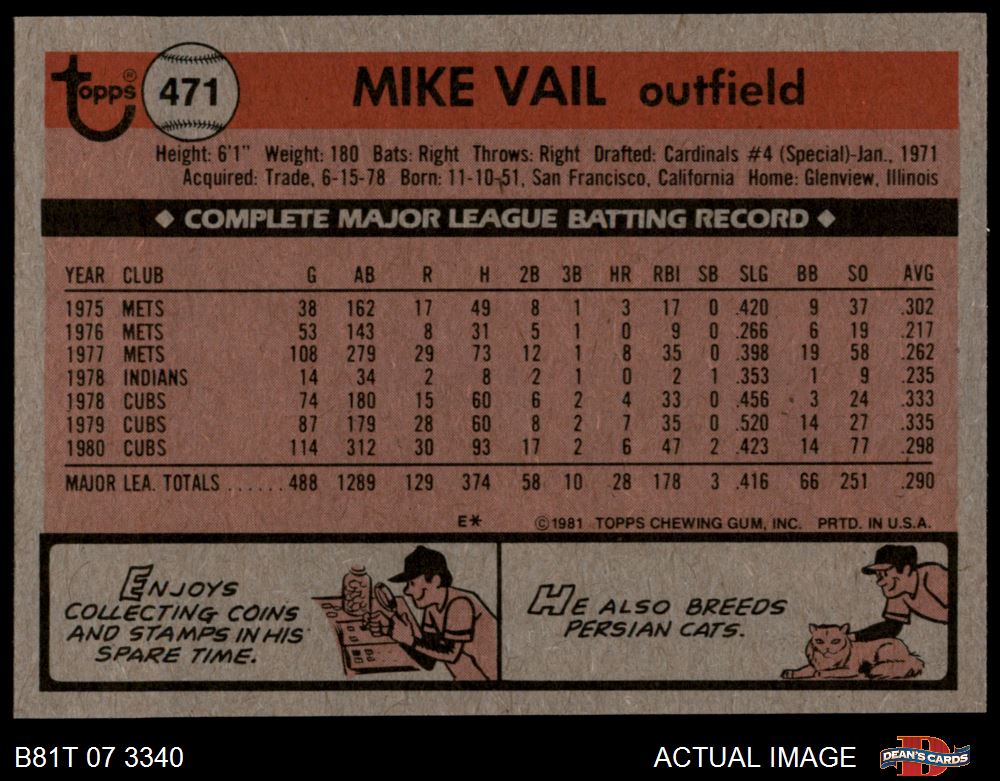 Topps®
471
MIKE VAIL outfield
Height: 6'1" Weight: 180 Bats: Right Throws: Right Drafted: Cardinals #4 (Special)-Jan., 1971
Acquired: Trade, 6-15-78 Born: 11-10-51, San Francisco, California Home: Glenview, Illinois
◆ COMPLETE MAJOR LEAGUE BATTING RECORD ◆
YEAR CLUB G AB R H 2B 3B HR RBI SB SLG BB SO AVG
1975 METS 38 162 17 49 8 1 3 17 0 .420 9 37 .302
1976 METS 53 143 8 31 5 1 0 9 0 .266 6 19 .217
1977 METS 108 279 29 73 12 1 8 35 0 .398 19 58 .262
1978 INDIANS 14 34 2 8 2 1 0 2 1 .353 1 9 .235
1978 CUBS 74 180 15 60 6 2 4 33 0 .456 3 24 .333
1979 CUBS 87 179 28 60 8 2 7 35 0 .520 14 27 .335
1980 CUBS 114 312 30 93 17 2 6 47 2 .423 14 77 .298
MAJOR LEA. TOTALS ......488 1289 129 374 58 10 28 178 3 .416 66 251 .290
E* ©1981 TOPPS CHEWING GUM, INC. PRTD. IN U.S.A.
ENJOYS
COLLECTING COINS
AND STAMPS IN HIS
SPARE TIME.
HE ALSO BREEDS
PERSIAN CATS.
B81T 07 3340
ACTUAL IMAGE
DEAN'S CARDS